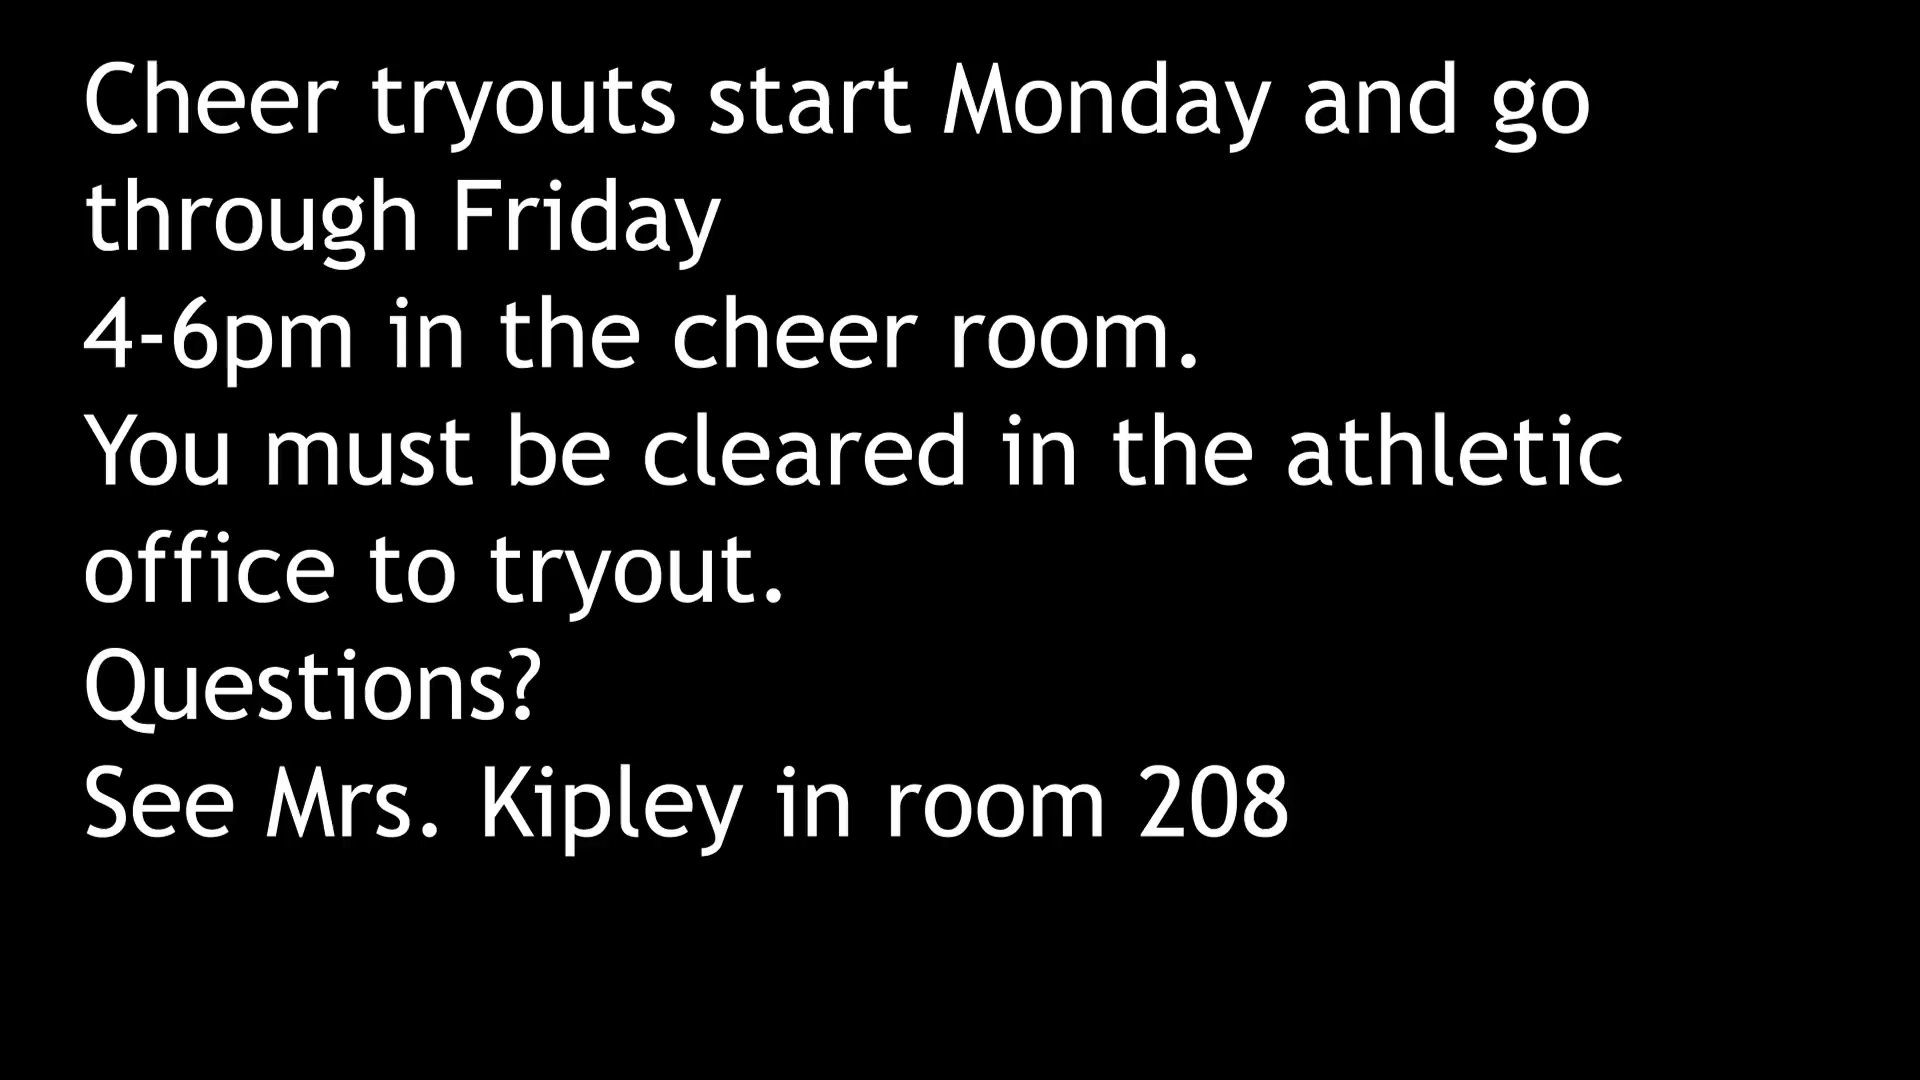 Cheer tryouts start Monday and go
through Friday
4-6pm in the cheer room.
You must be cleared in the athletic
office to tryout.
Questions?
See Mrs. Kipley in room 208